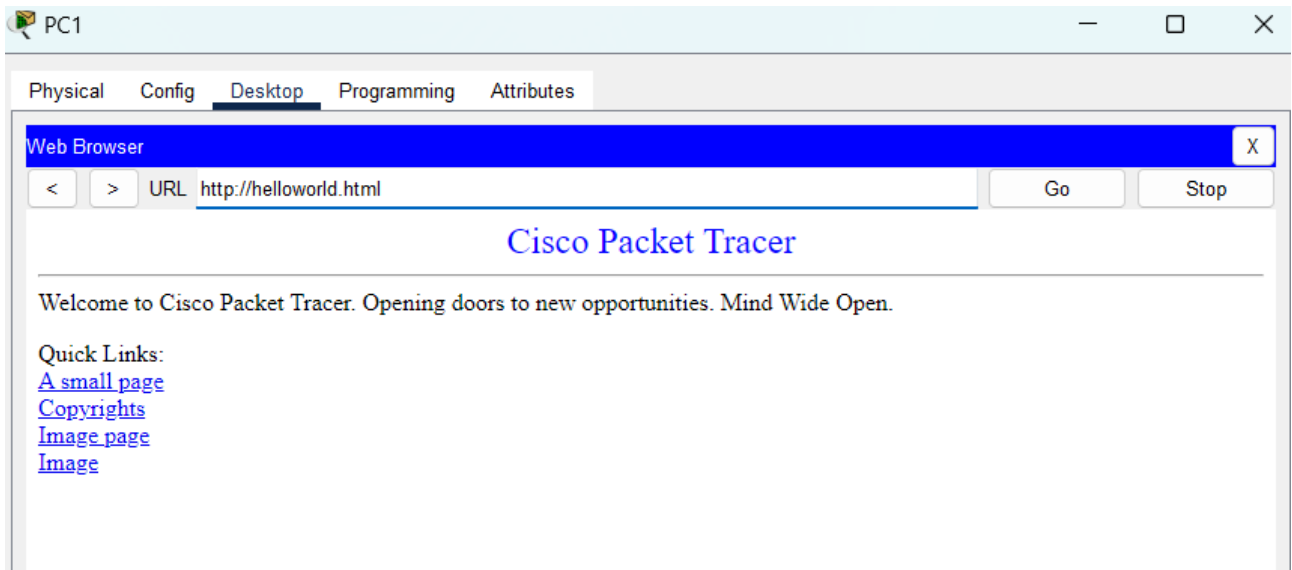 PC1
Physical Config Desktop Programming Attributes
Web Browser X
< > URL http://helloworld.html Go Stop
Cisco Packet Tracer
Welcome to Cisco Packet Tracer. Opening doors to new opportunities. Mind Wide Open.
Quick Links:
A small page
Copyrights
Image page
Image